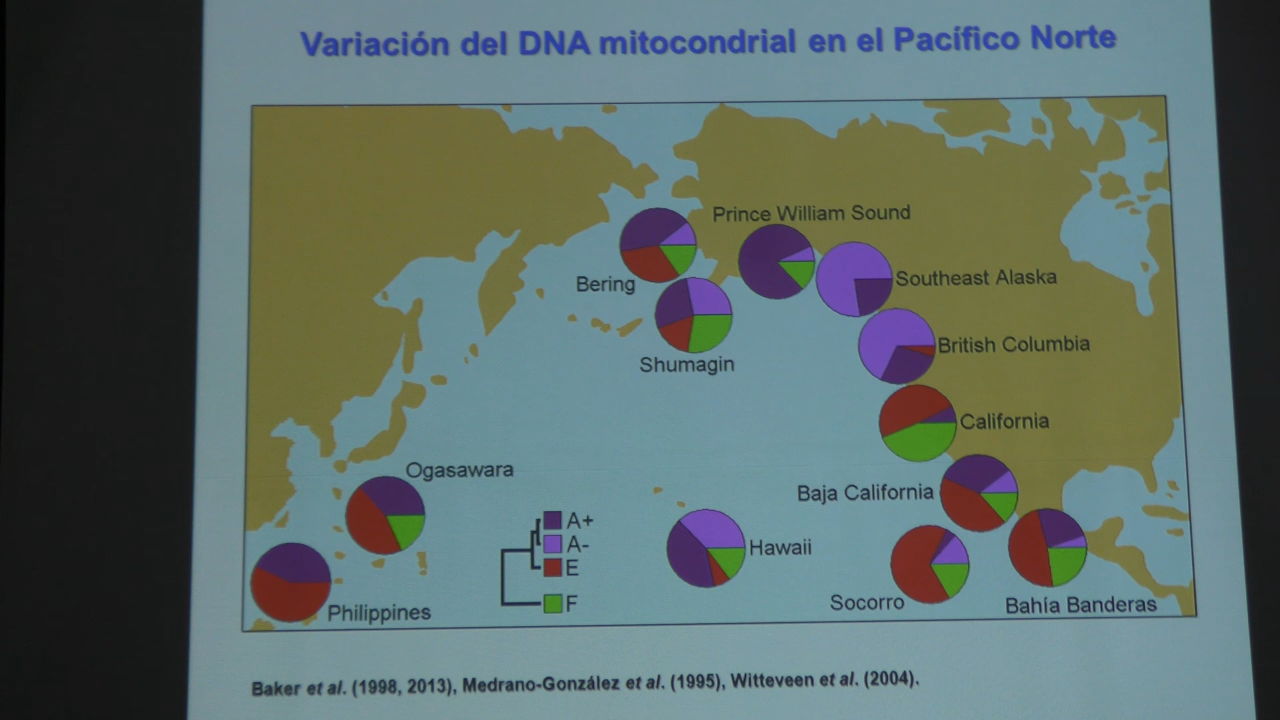 Variación del DNA mitocondrial en el Pacífico Norte
Prince William Sound
Bering
Southeast Alaska
Shumagin
British Columbia
California
Ogasawara
Baja California
A+
A-
E
F
Hawaii
Philippines
Socorro
Bahía Banderas
Baker et al. (1998, 2013), Medrano-González et al. (1995), Witteveen et al. (2004).